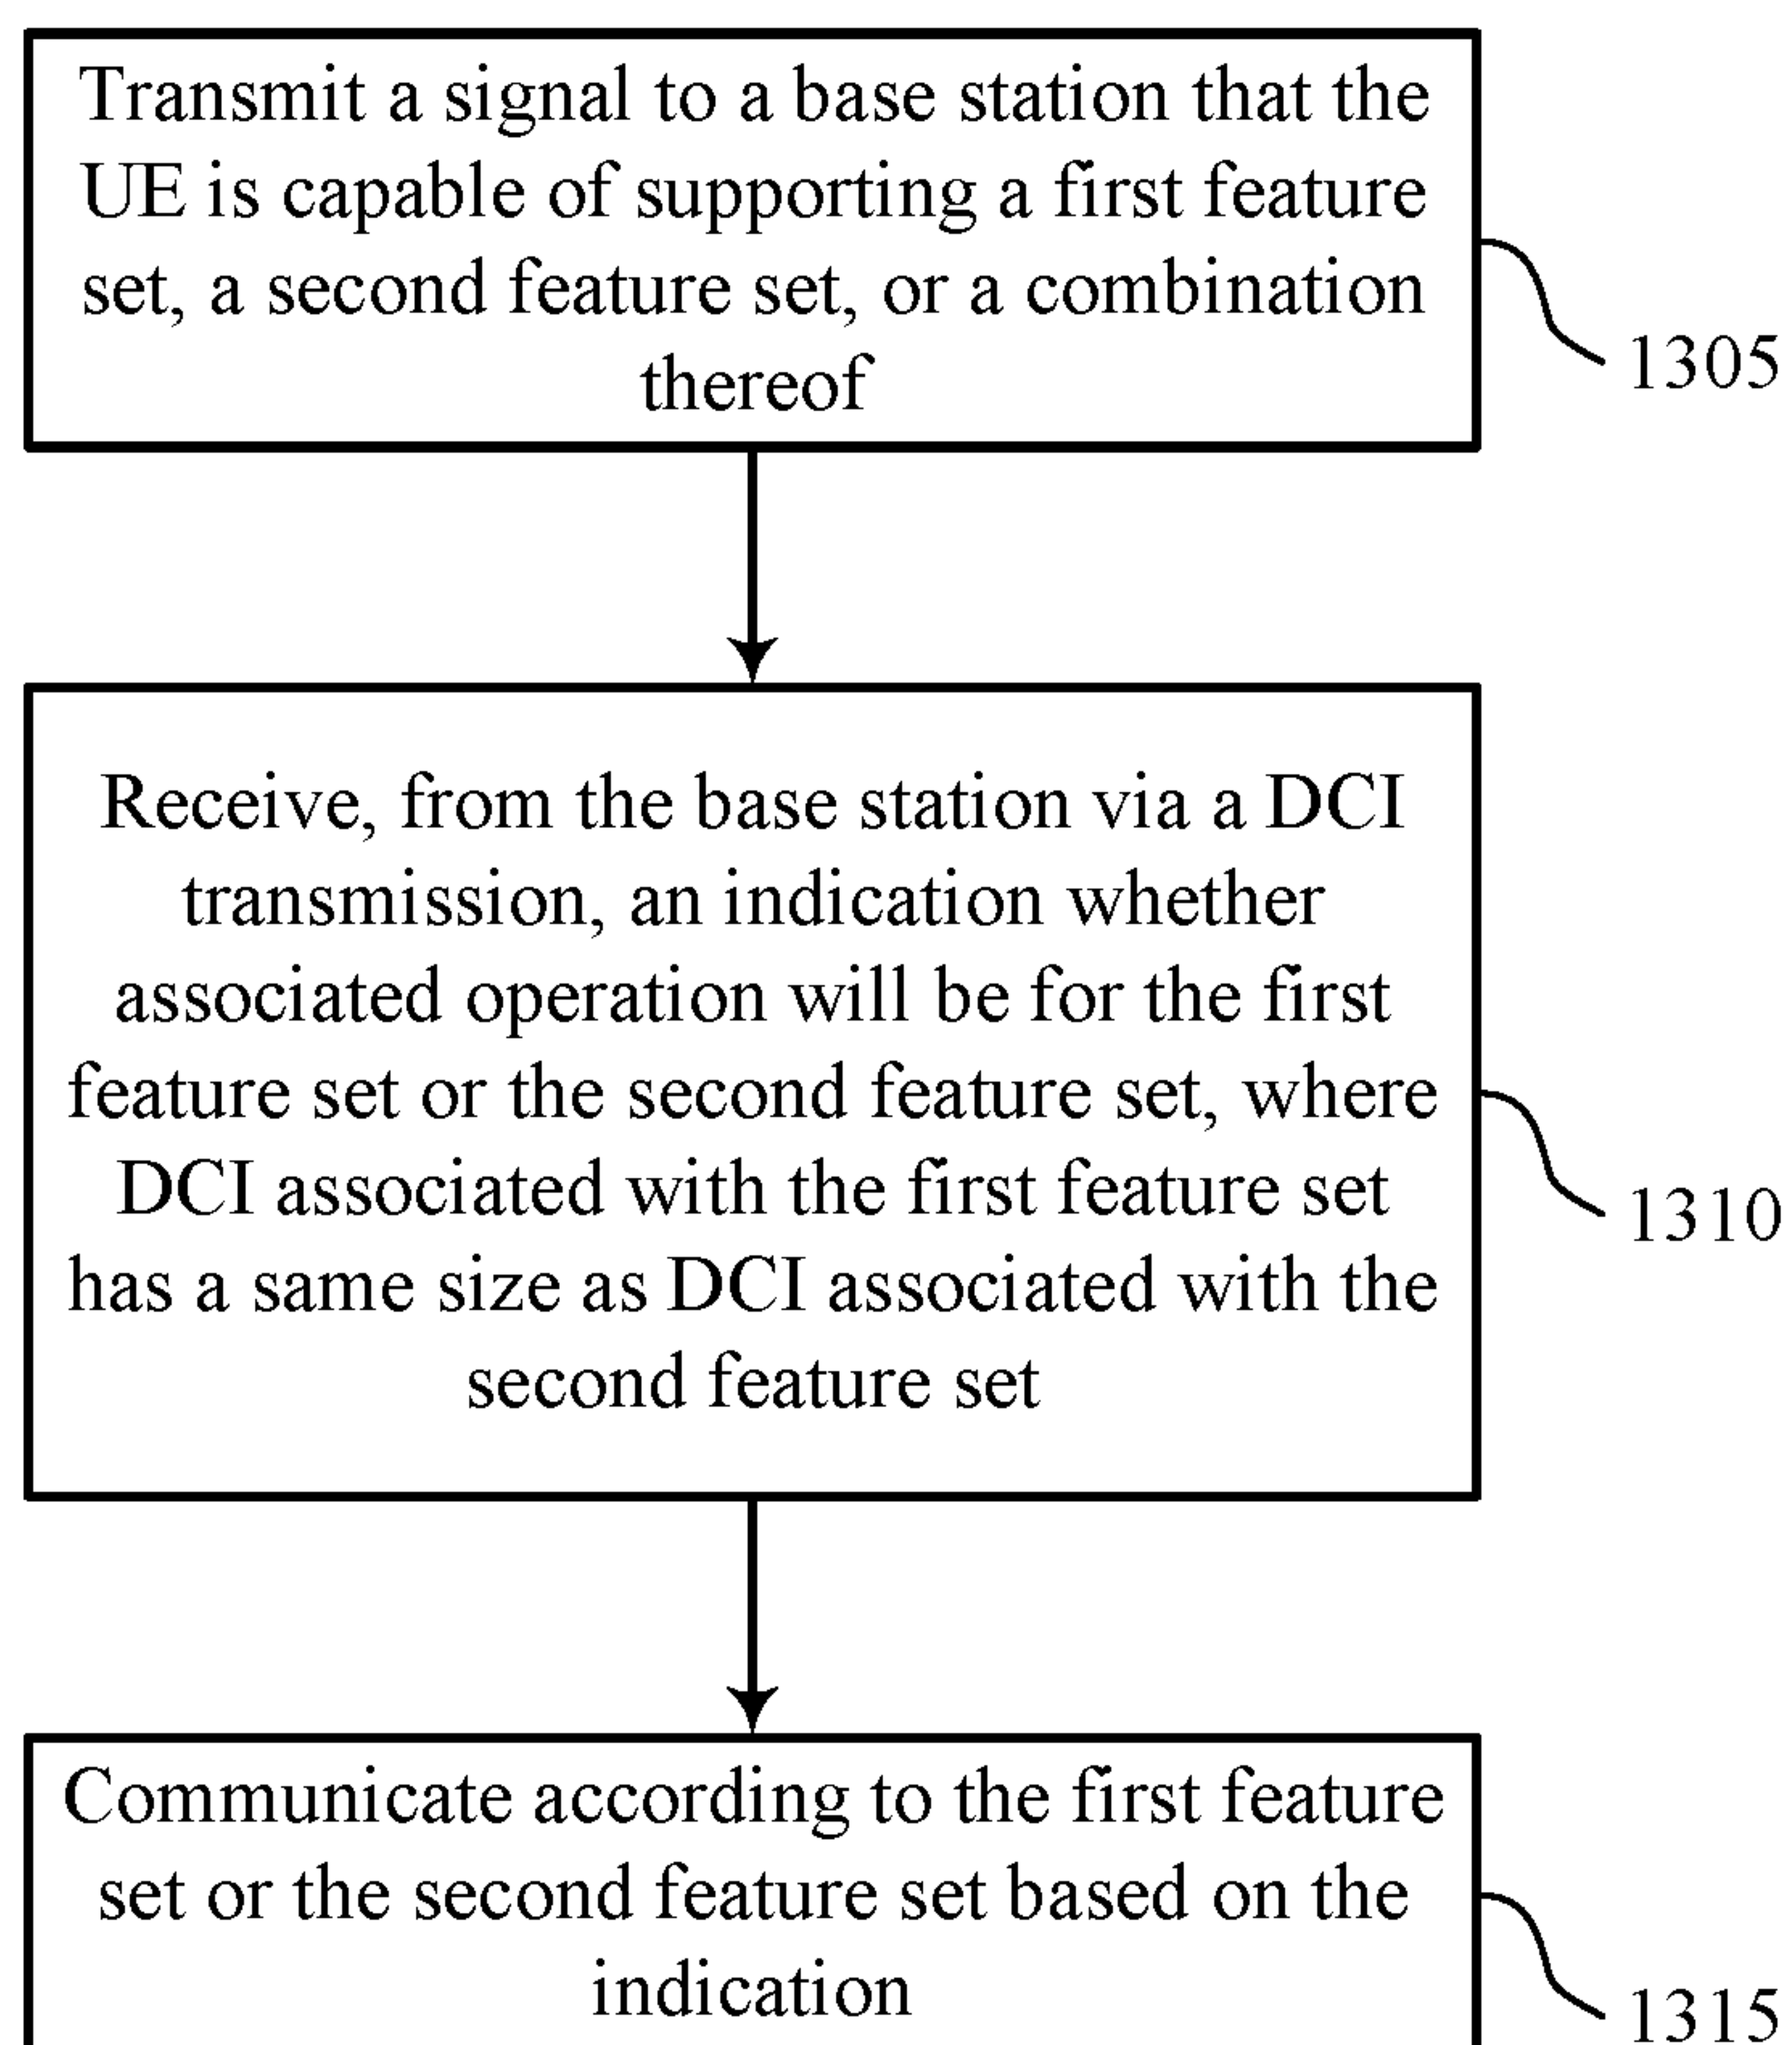 Transmit a signal to a base station that the
UE is capable of supporting a first feature
set, a second feature set, or a combination
thereof
1305
Receive, from the base station via a DCI
transmission, an indication whether
associated operation will be for the first
feature set or the second feature set, where
DCI associated with the first feature set
has a same size as DCI associated with the
second feature set
1310
Communicate according to the first feature
set or the second feature set based on the
indication
1315